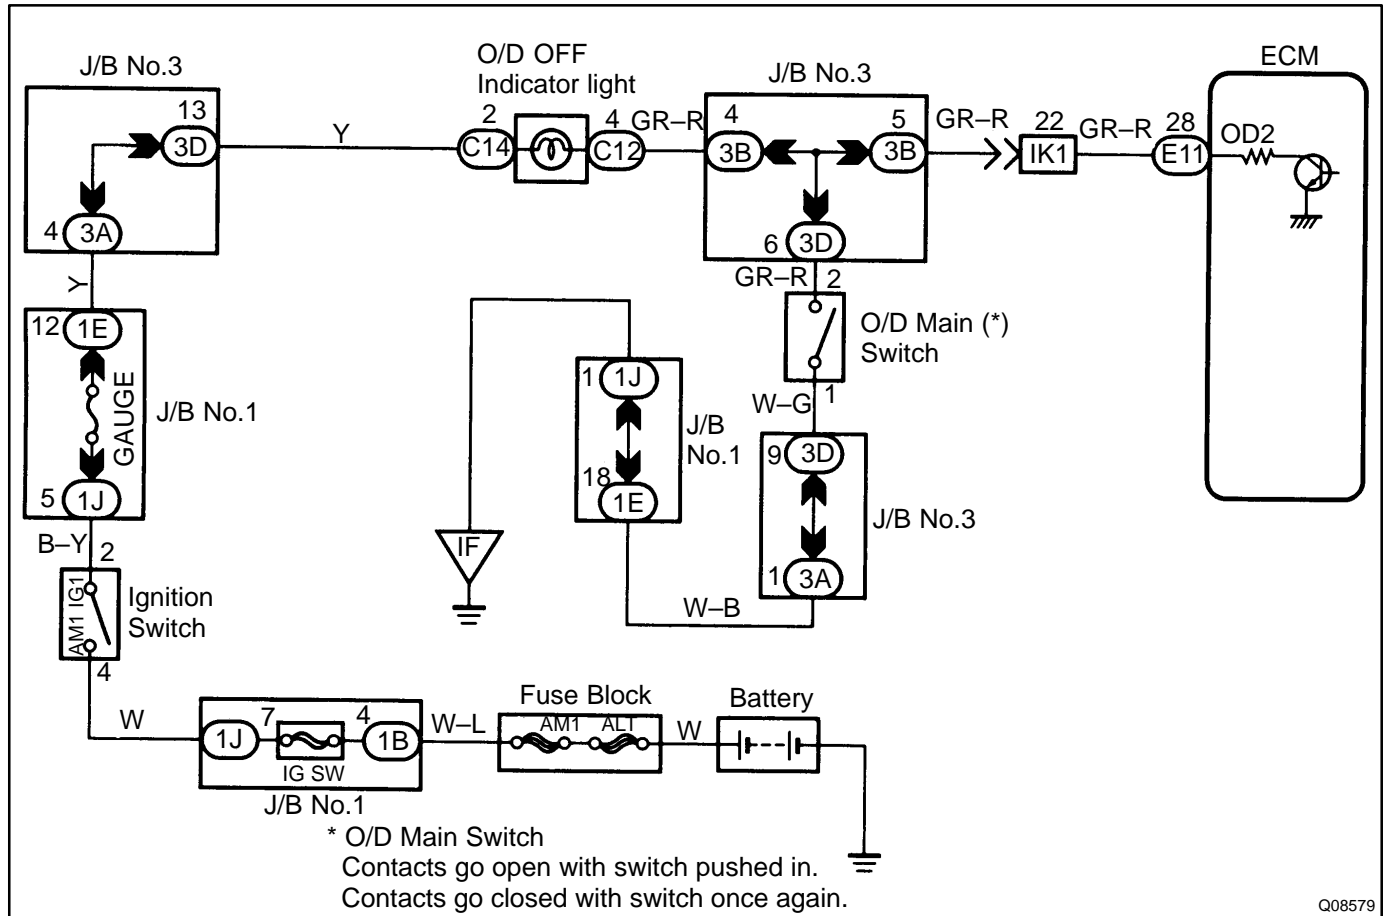 J/B No.3
13
3D
4
3A
Y
O/D OFF
Indicator light
2
C14
4
C12
GR–R
J/B No.3
4
3B
5
3B
6
3D
GR–R
22
IK1
GR–R
28
E11
ECM
OD2
Y
12
1E
GAUGE
5
1J
J/B No.1
B–Y
2
AM1 IG1
Ignition
Switch
4
W
1J
7
IG SW
4
1B
J/B No.1
W–L
Fuse Block
AM1
ALT
W
Battery
GR–R
2
O/D Main (*)
Switch
1
W–G
9
3D
1
3A
J/B No.3
W–B
1
1J
18
1E
J/B
No.1
IF
* O/D Main Switch
Contacts go open with switch pushed in.
Contacts go closed with switch once again.
Q08579